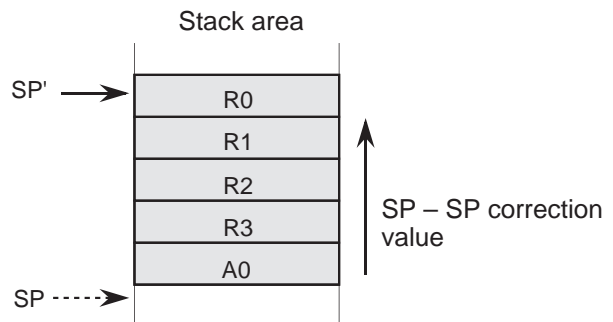 Stack area
SP'
R0
R1
R2
R3
A0
SP – SP correction
value
SP